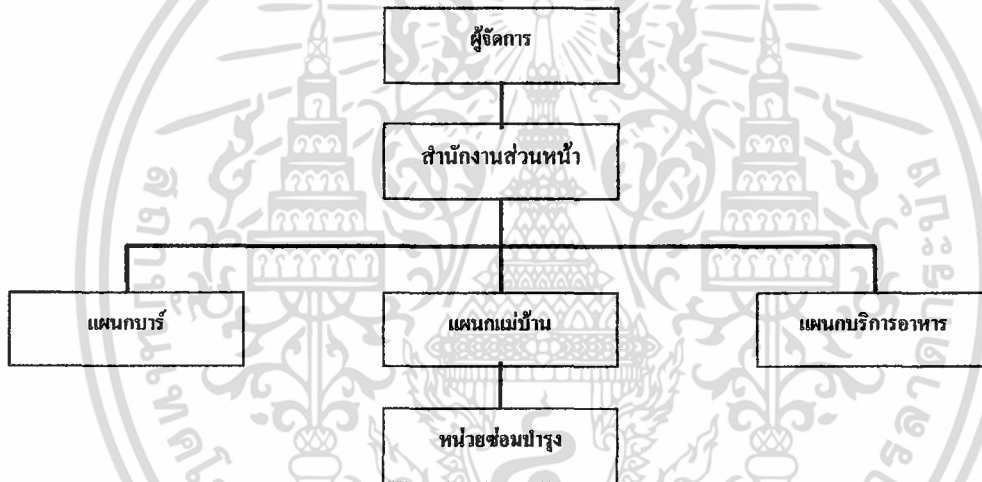 ผู้จัดการ
สำนักงานส่วนหน้า
แผนกบาร์
แผนกแม่บ้าน
แผนกบริการอาหาร
หน่วยซ่อมบำรุง